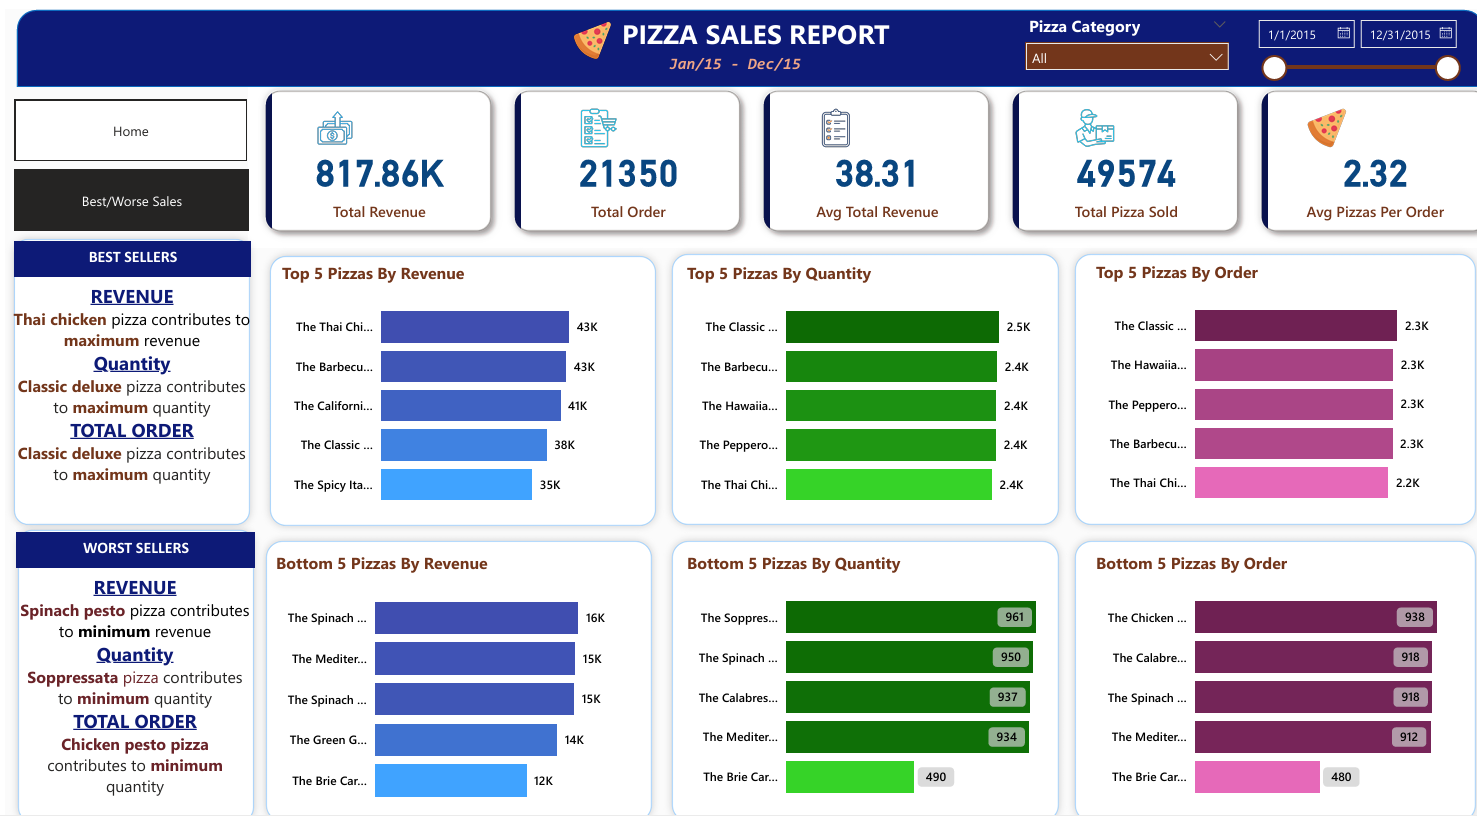 PIZZA SALES REPORT
Jan/15 - Dec/15
Pizza Category
All
1/1/2015
12/31/2015
Home
Best/Worse Sales
817.86K
Total Revenue
21350
Total Order
38.31
Avg Total Revenue
49574
Total Pizza Sold
2.32
Avg Pizzas Per Order
BEST SELLERS
REVENUE
Thai chicken pizza contributes to
maximum revenue
Quantity
Classic deluxe pizza contributes
to maximum quantity
TOTAL ORDER
Classic deluxe pizza contributes
to maximum quantity
Top 5 Pizzas By Revenue
The Thai Chi... 43K
The Barbecu... 43K
The Californi... 41K
The Classic ... 38K
The Spicy Ita... 35K
Top 5 Pizzas By Quantity
The Classic ... 2.5K
The Barbecu... 2.4K
The Hawaiia... 2.4K
The Peppero... 2.4K
The Thai Chi... 2.4K
Top 5 Pizzas By Order
The Classic ... 2.3K
The Hawaiia... 2.3K
The Peppero... 2.3K
The Barbecu... 2.3K
The Thai Chi... 2.2K
WORST SELLERS
REVENUE
Spinach pesto pizza contributes
to minimum revenue
Quantity
Soppressata pizza contributes
to minimum quantity
TOTAL ORDER
Chicken pesto pizza
contributes to minimum
quantity
Bottom 5 Pizzas By Revenue
The Spinach ... 16K
The Mediter... 15K
The Spinach ... 15K
The Green G... 14K
The Brie Car... 12K
Bottom 5 Pizzas By Quantity
The Soppres... 961
The Spinach ... 950
The Calabres... 937
The Mediter... 934
The Brie Car... 490
Bottom 5 Pizzas By Order
The Chicken ... 938
The Calabre... 918
The Spinach ... 918
The Mediter... 912
The Brie Car... 480